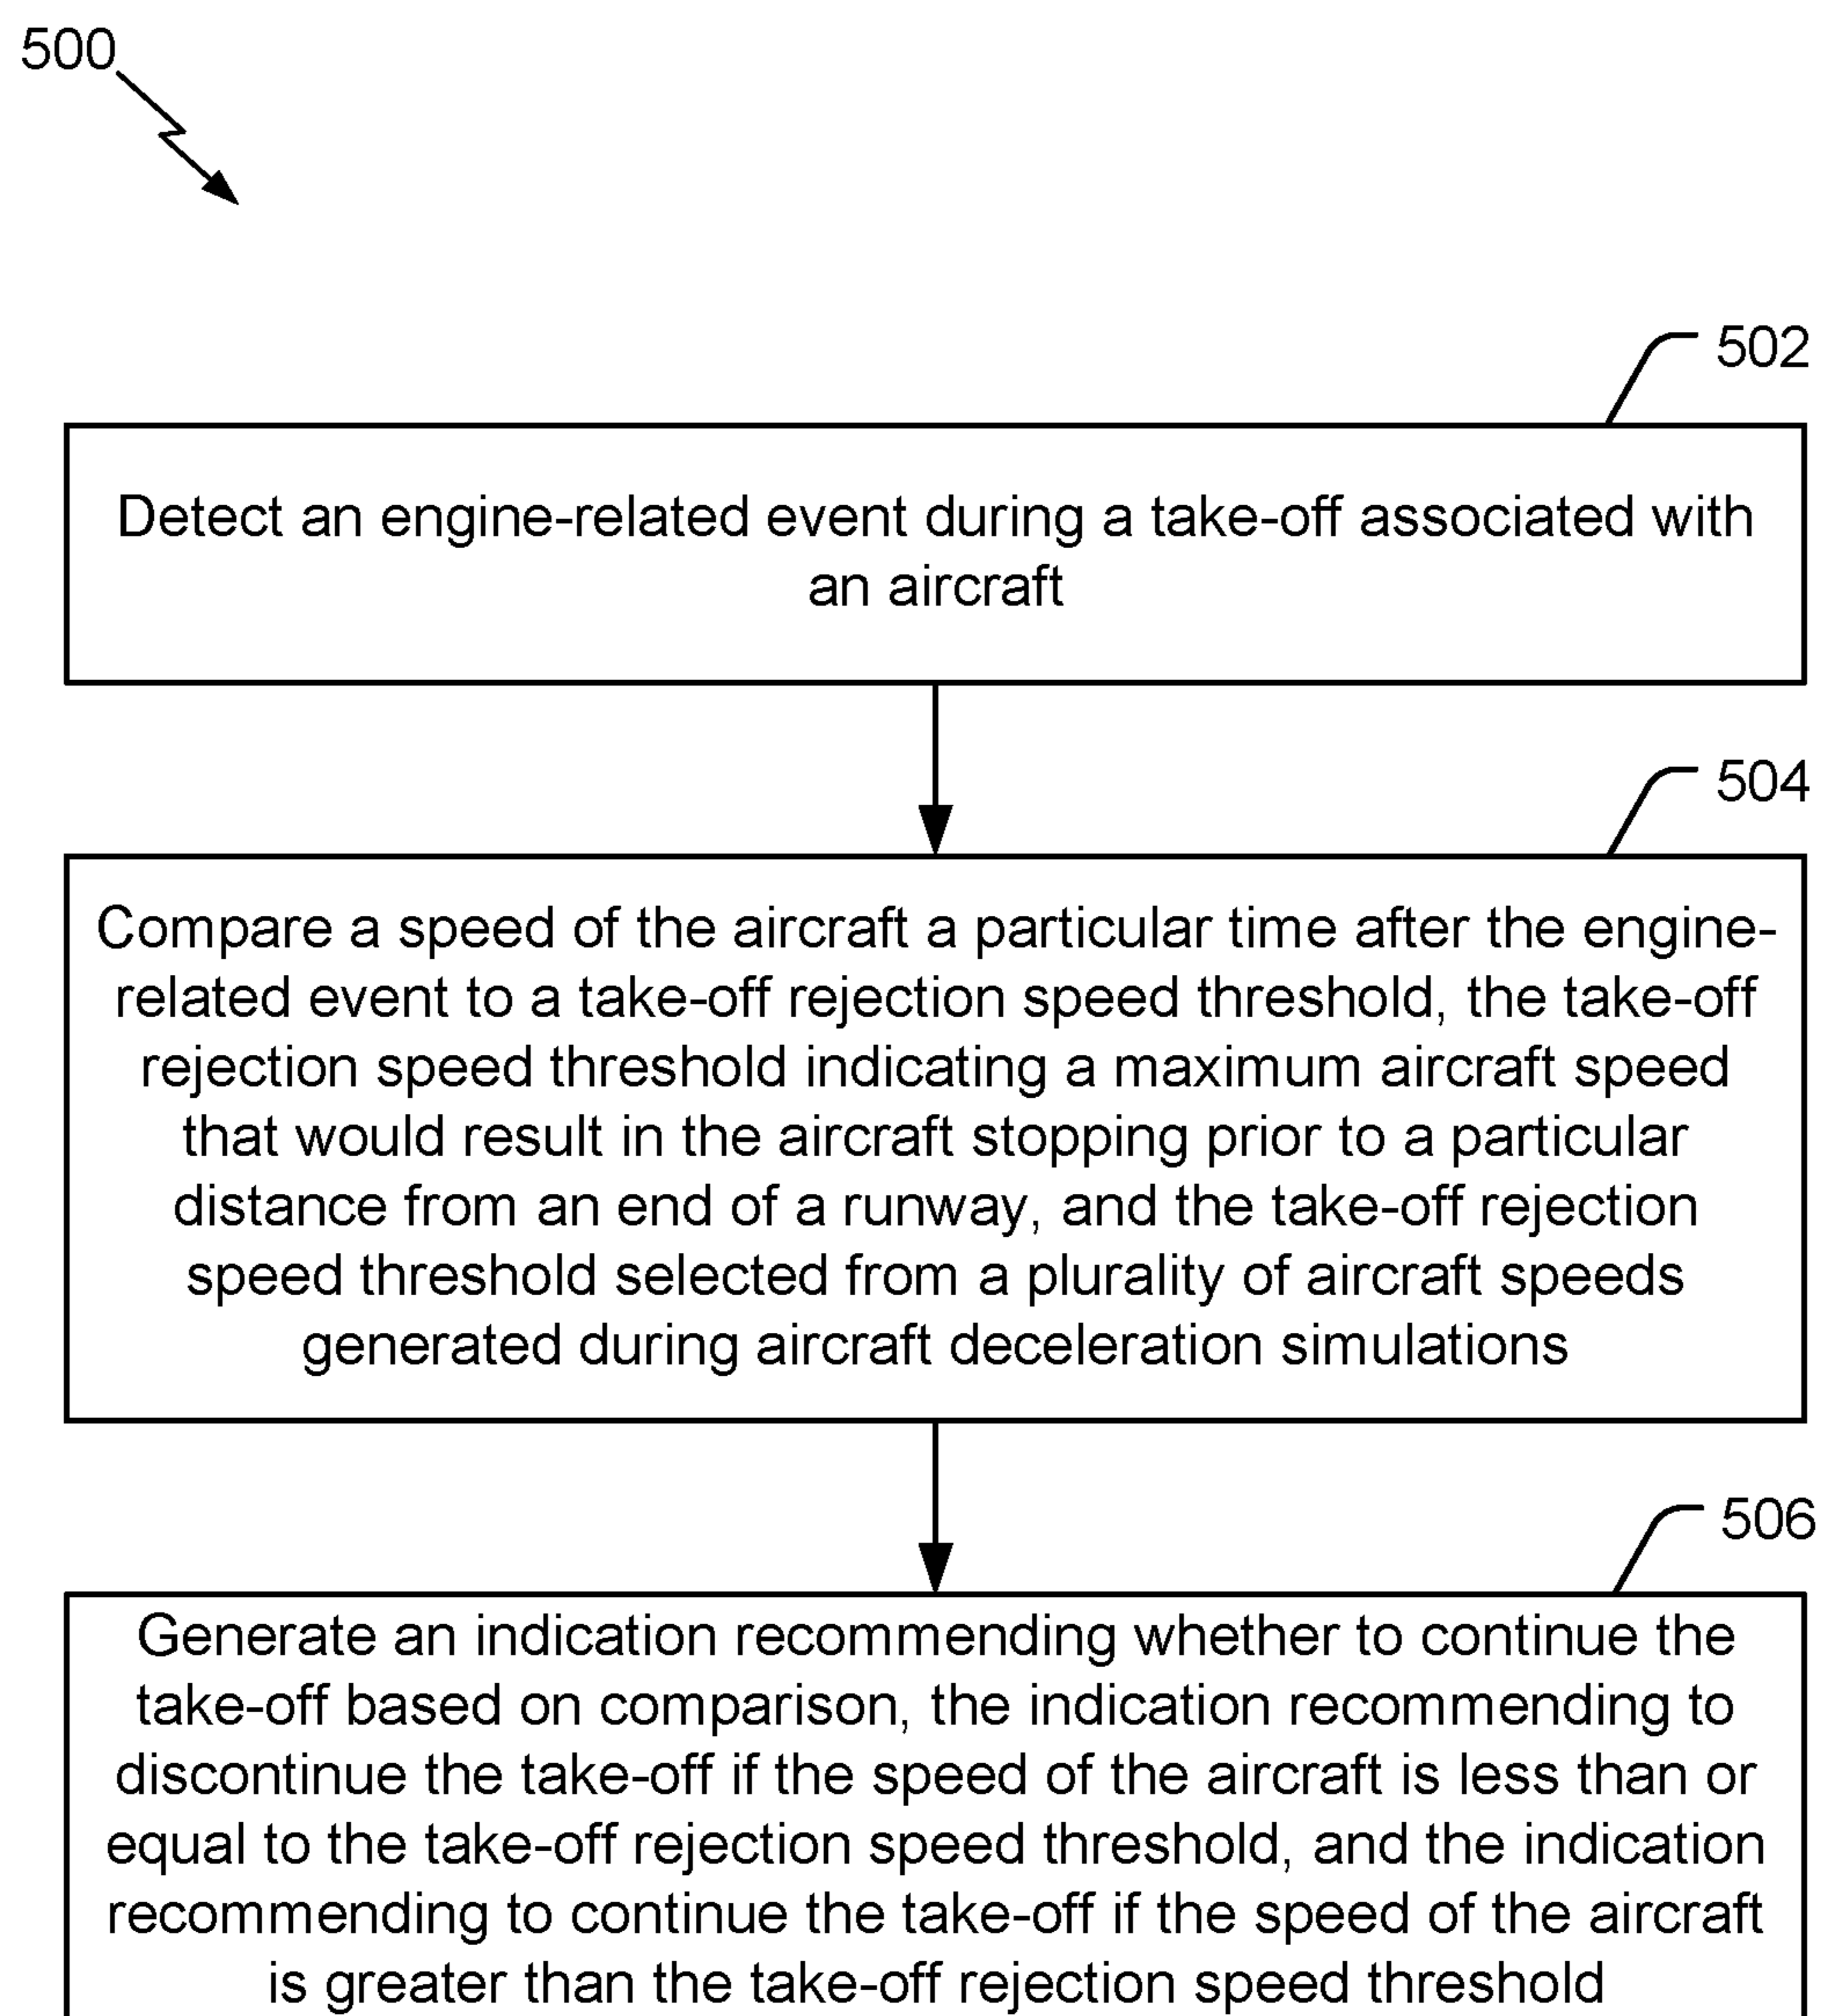 500
502
Detect an engine-related event during a take-off associated with
an aircraft
504
Compare a speed of the aircraft a particular time after the engine-
related event to a take-off rejection speed threshold, the take-off
rejection speed threshold indicating a maximum aircraft speed
that would result in the aircraft stopping prior to a particular
distance from an end of a runway, and the take-off rejection
speed threshold selected from a plurality of aircraft speeds
generated during aircraft deceleration simulations
506
Generate an indication recommending whether to continue the
take-off based on comparison, the indication recommending to
discontinue the take-off if the speed of the aircraft is less than or
equal to the take-off rejection speed threshold, and the indication
recommending to continue the take-off if the speed of the aircraft
is greater than the take-off rejection speed threshold